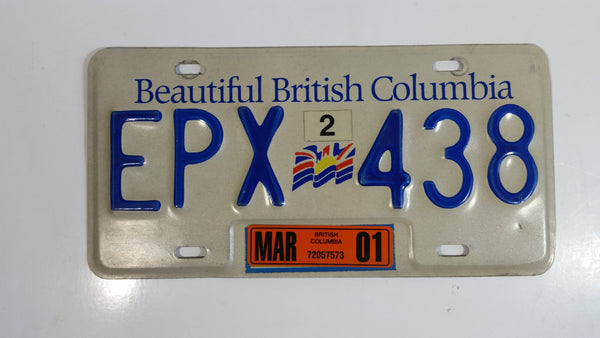 Beautiful British Columbia
2
EPX 438
MAR BRITISH COLUMBIA 72057573 01